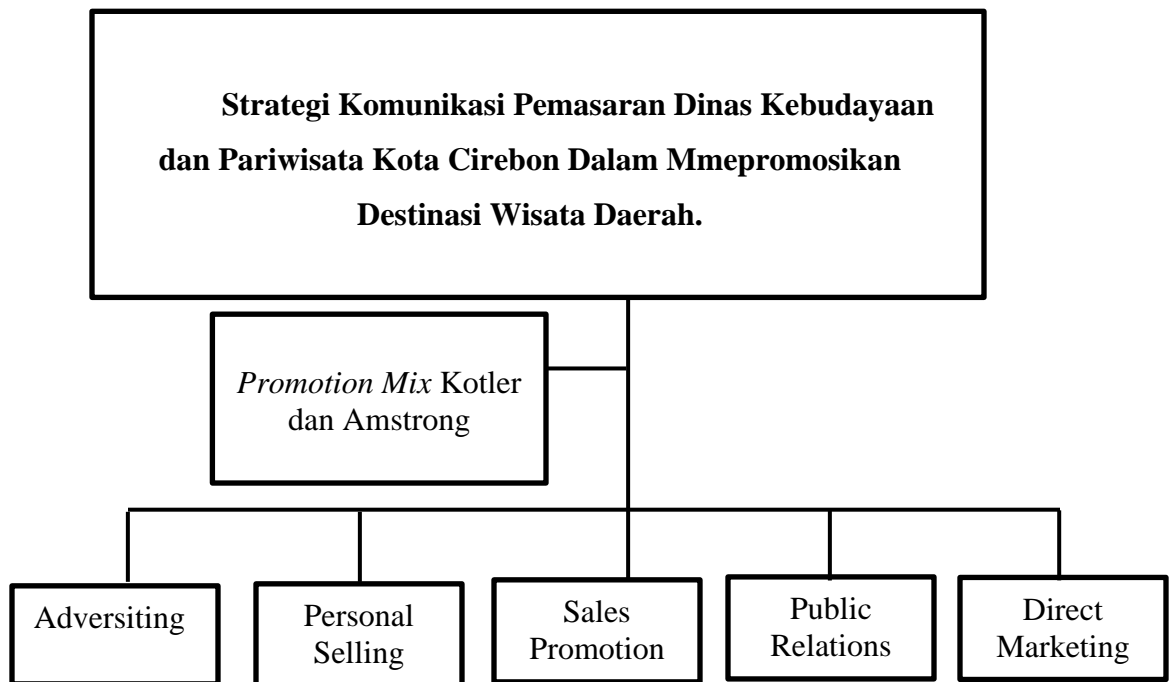 Strategi Komunikasi Pemasaran Dinas Kebudayaan
dan Pariwisata Kota Cirebon Dalam Mmepromosikan
Destinasi Wisata Daerah.
Promotion Mix Kotler
dan Amstrong
Adversiting
Personal
Selling
Sales
Promotion
Public
Relations
Direct
Marketing